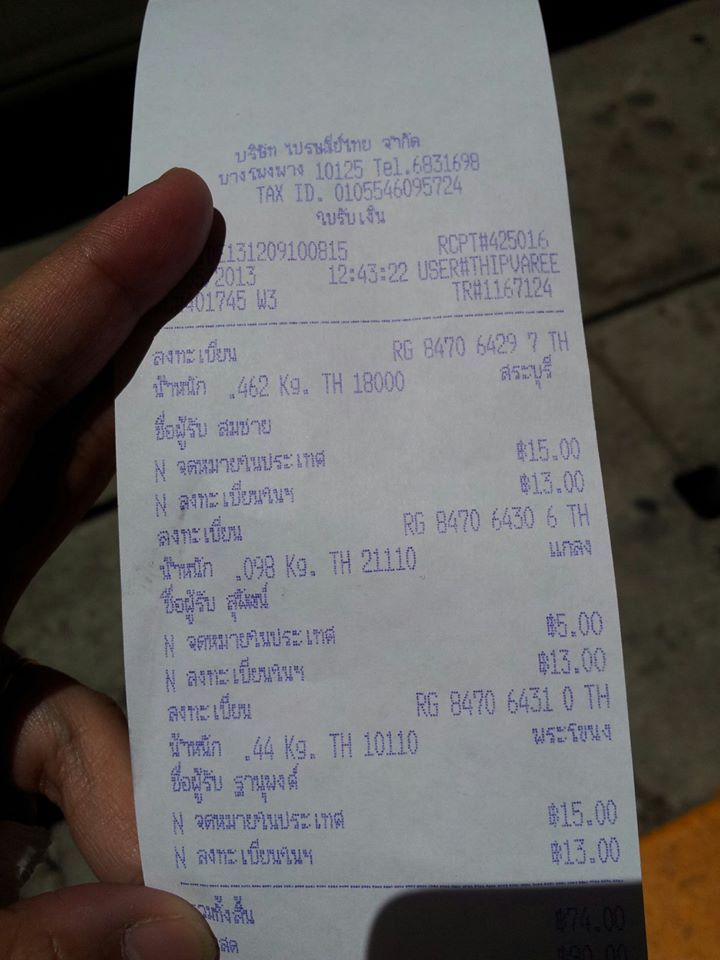 บริษัท ไปรษณีย์ไทย จำกัด
บางโพงพาง 10125 Tel.6831698
TAX ID. 0105546095724
ใบรับเงิน
1131209100815 RCPT#425016
/2013 12:43:22 USER#THIPVAREE
401745 W3 TR#1167124
ลงทะเบียน RG 8470 6429 7 TH
น้ำหนัก .462 Kg. TH 18000 สระบุรี
ชื่อผู้รับ สมชาย
N จดหมายในประเทศ ฿15.00
N ลงทะเบียนในฯ ฿13.00
ลงทะเบียน RG 8470 6430 6 TH
น้ำหนัก .098 Kg. TH 21110 แกลง
ชื่อผู้รับ
N จดหมายในประเทศ ฿5.00
N ลงทะเบียนในฯ ฿13.00
ลงทะเบียน RG 8470 6431 0 TH
น้ำหนัก .44 Kg. TH 10110 พระโขนง
ชื่อผู้รับ ฐานุพงศ์
N จดหมายในประเทศ ฿15.00
N ลงทะเบียนในฯ ฿13.00
รวมทั้งสิ้น ฿74.00